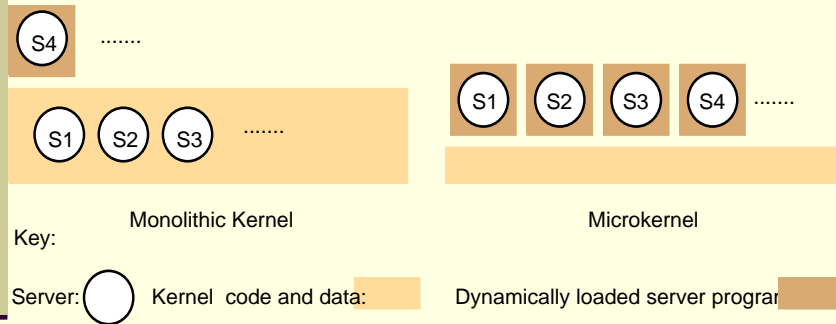 S4 .......
S1 S2 S3 S4 .......
S1 S2 S3 .......
Monolithic Kernel Microkernel
Key:
Server: Kernel code and data: Dynamically loaded server